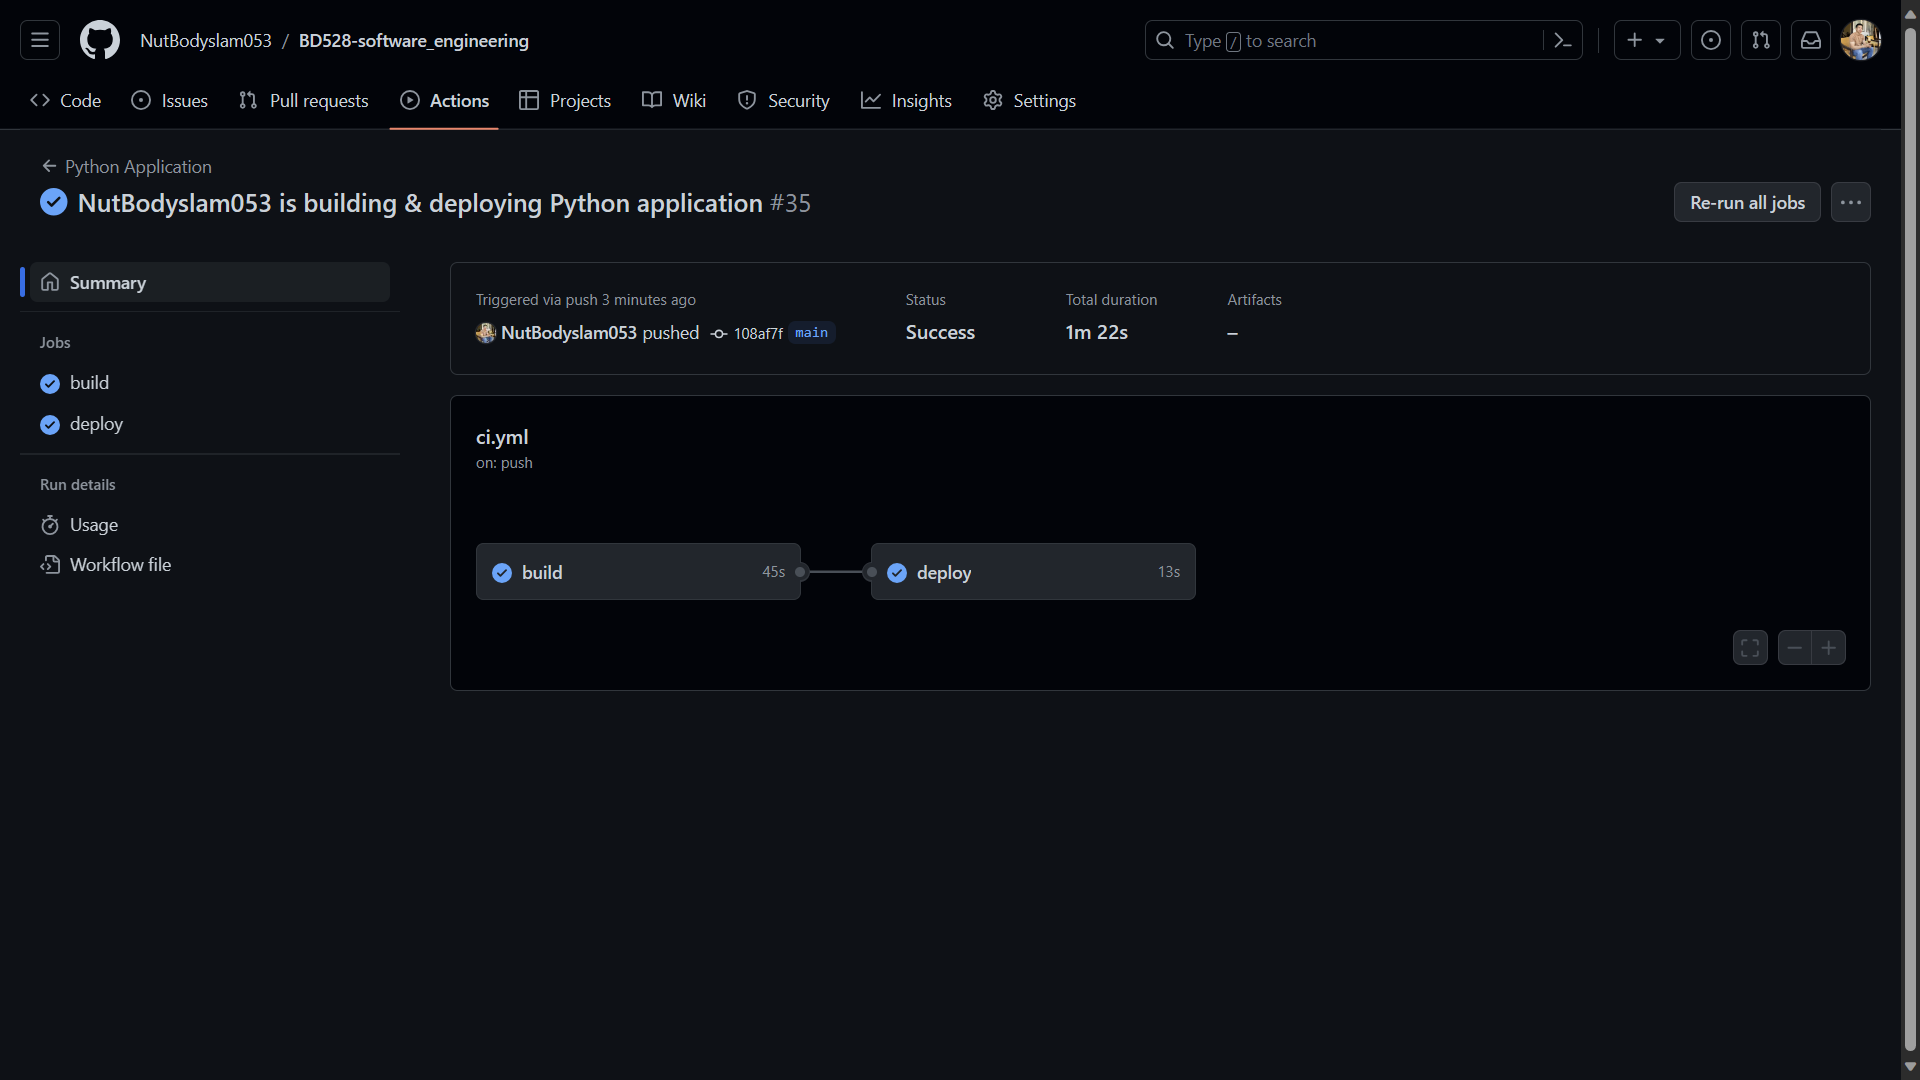 NutBodyslam053 / BD528-software_engineering
Type / to search
Code
Issues
Pull requests
Actions
Projects
Wiki
Security
Insights
Settings
Python Application
NutBodyslam053 is building & deploying Python application #35
Re-run all jobs
Summary
Jobs
build
deploy
Run details
Usage
Workflow file
Triggered via push 3 minutes ago
NutBodyslam053 pushed 108af7f main
Status
Success
Total duration
1m 22s
Artifacts
–
ci.yml
on: push
build 45s
deploy 13s